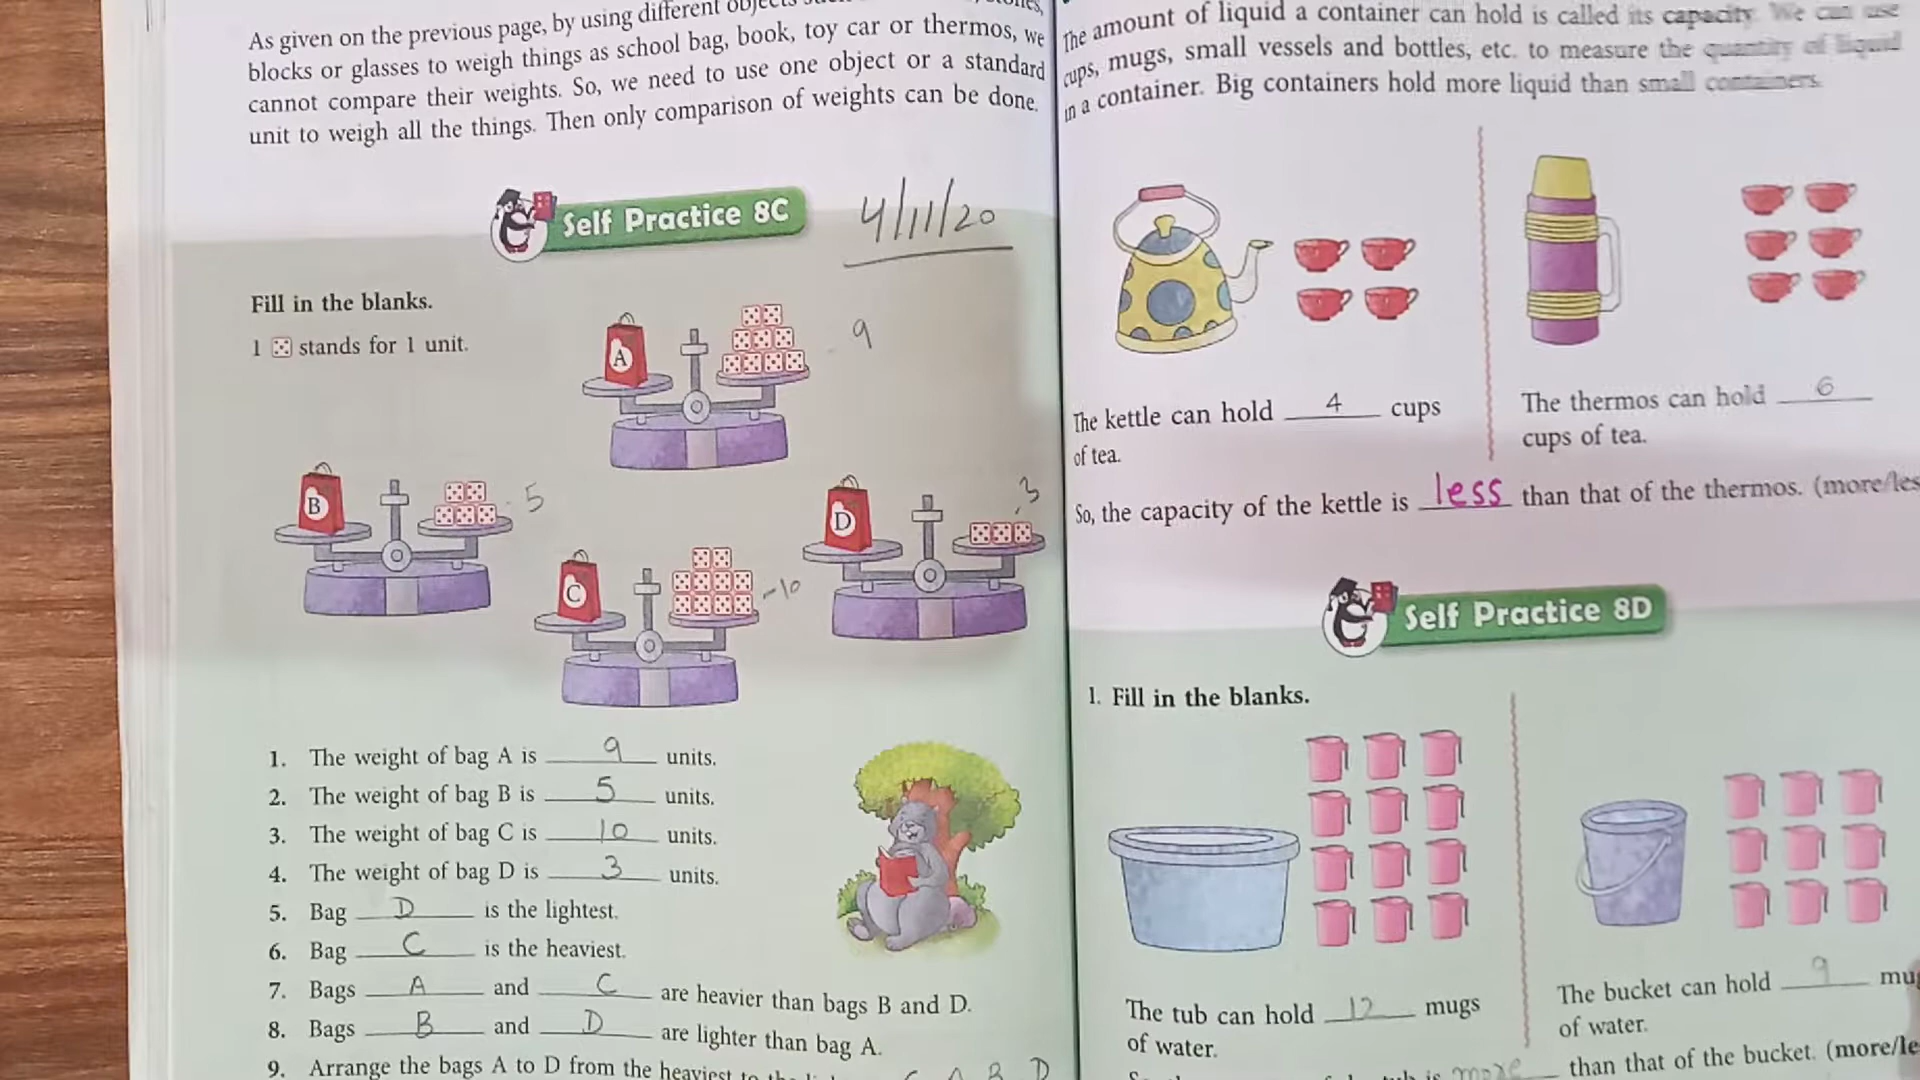 As given on the previous page, by using different objects
blocks or glasses to weigh things as school bag, book, toy car or thermos, we
cannot compare their weights. So, we need to use one object or a standard
unit to weigh all the things. Then only comparison of weights can be done.
Self Practice 8C
4/11/20
Fill in the blanks.
1 stands for 1 unit.
A
9
B
5
C
-10
D
3
1. The weight of bag A is 9 units.
2. The weight of bag B is 5 units.
3. The weight of bag C is 10 units.
4. The weight of bag D is 3 units.
5. Bag D is the lightest.
6. Bag C is the heaviest.
7. Bags A and C are heavier than bags B and D.
8. Bags B and D are lighter than bag A.
9. Arrange the bags A to D from the heaviest to the A B D
The amount of liquid a container can hold is called its capacity. We can use
cups, mugs, small vessels and bottles, etc. to measure the quantity of liquid
in a container. Big containers hold more liquid than small containers.
The kettle can hold 4 cups
of tea.
The thermos can hold 6
cups of tea.
So, the capacity of the kettle is less than that of the thermos. (more/les
Self Practice 8D
1. Fill in the blanks.
The tub can hold 12 mugs
of water.
The bucket can hold 9 mug
of water.
tub is more than that of the bucket. (more/le